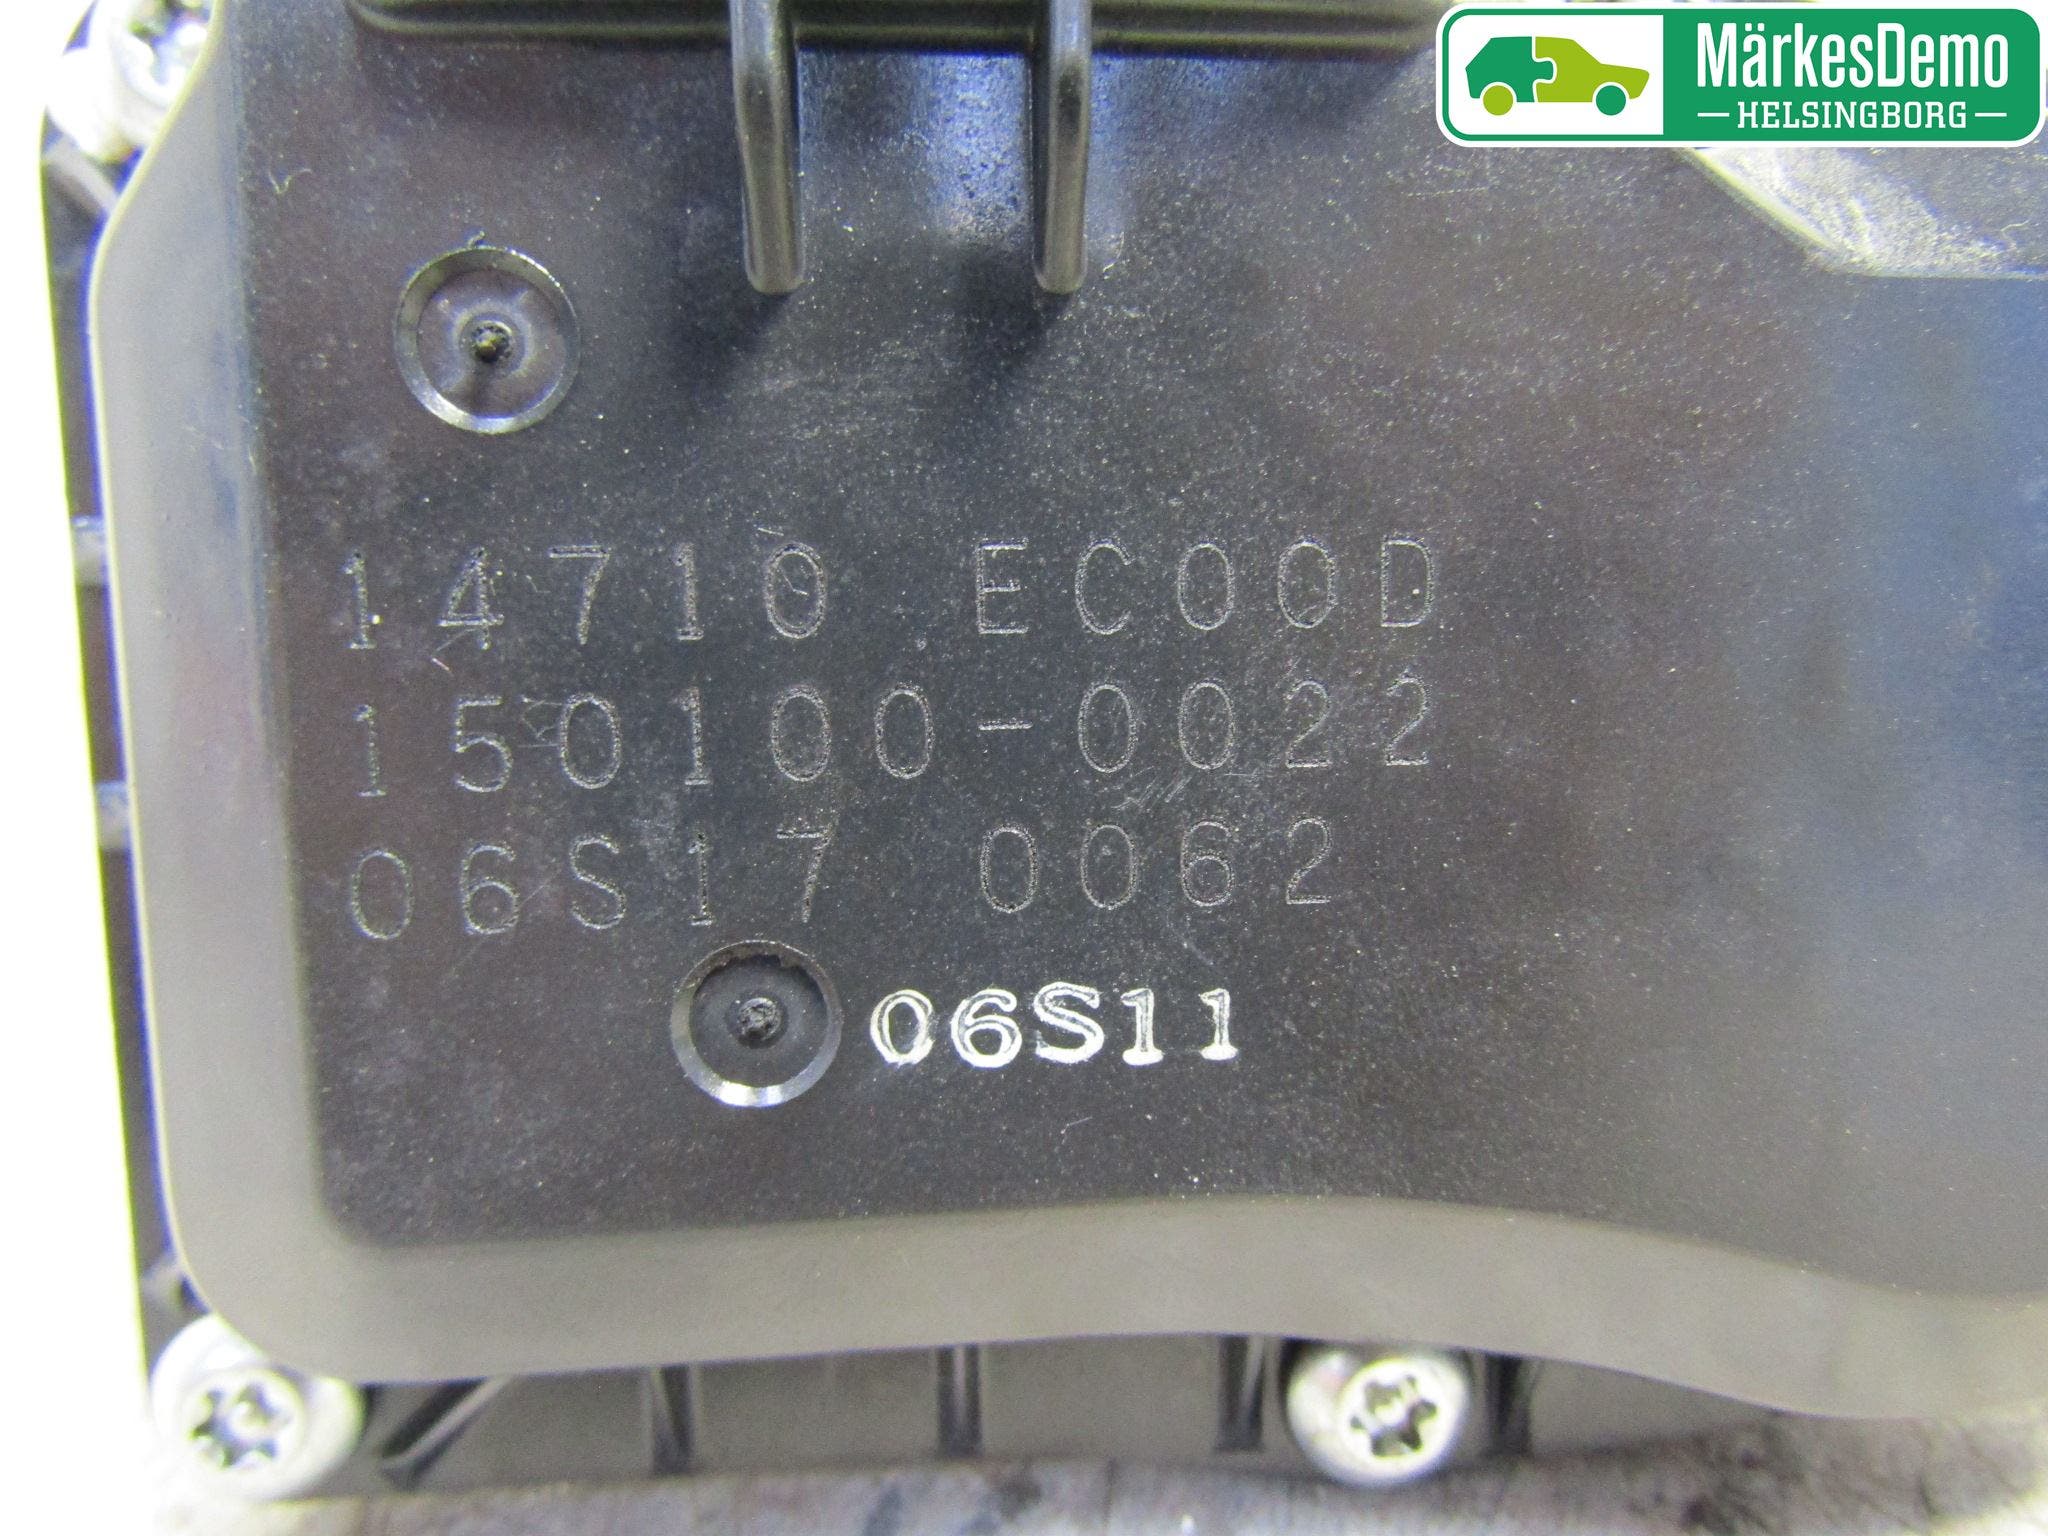 MärkesDemo
HELSINGBORG
14710 EC00D
150100-0022
06S17 0062
06S11